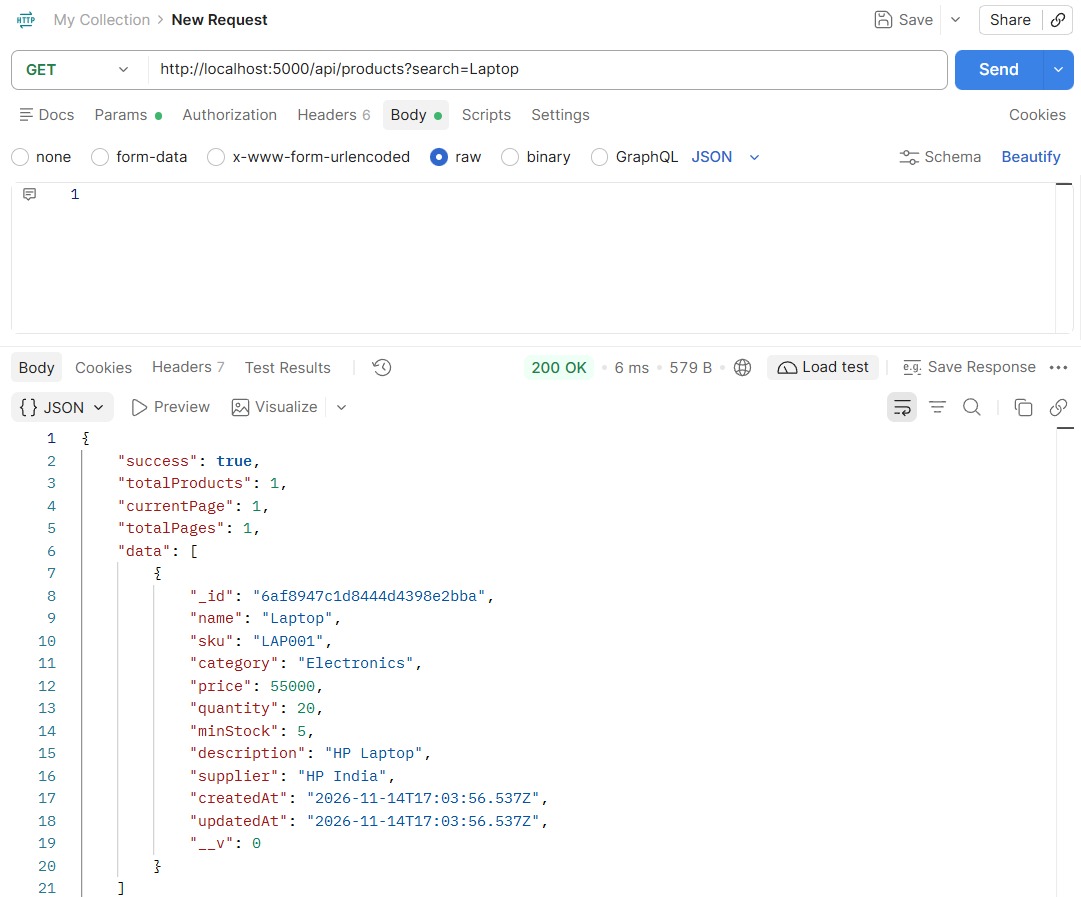 HTTP My Collection > New Request Save Share
GET http://localhost:5000/api/products?search=Laptop Send
Docs Params Authorization Headers 6 Body Scripts Settings Cookies
none form-data x-www-form-urlencoded raw binary GraphQL JSON Schema Beautify
1
Body Cookies Headers 7 Test Results 200 OK • 6 ms • 579 B • Load test e.g. Save Response
{} JSON Preview Visualize
1 {
2 "success": true,
3 "totalProducts": 1,
4 "currentPage": 1,
5 "totalPages": 1,
6 "data": [
7 {
8 "_id": "6af8947c1d8444d4398e2bba",
9 "name": "Laptop",
10 "sku": "LAP001",
11 "category": "Electronics",
12 "price": 55000,
13 "quantity": 20,
14 "minStock": 5,
15 "description": "HP Laptop",
16 "supplier": "HP India",
17 "createdAt": "2026-11-14T17:03:56.537Z",
18 "updatedAt": "2026-11-14T17:03:56.537Z",
19 "__v": 0
20 }
21 ]